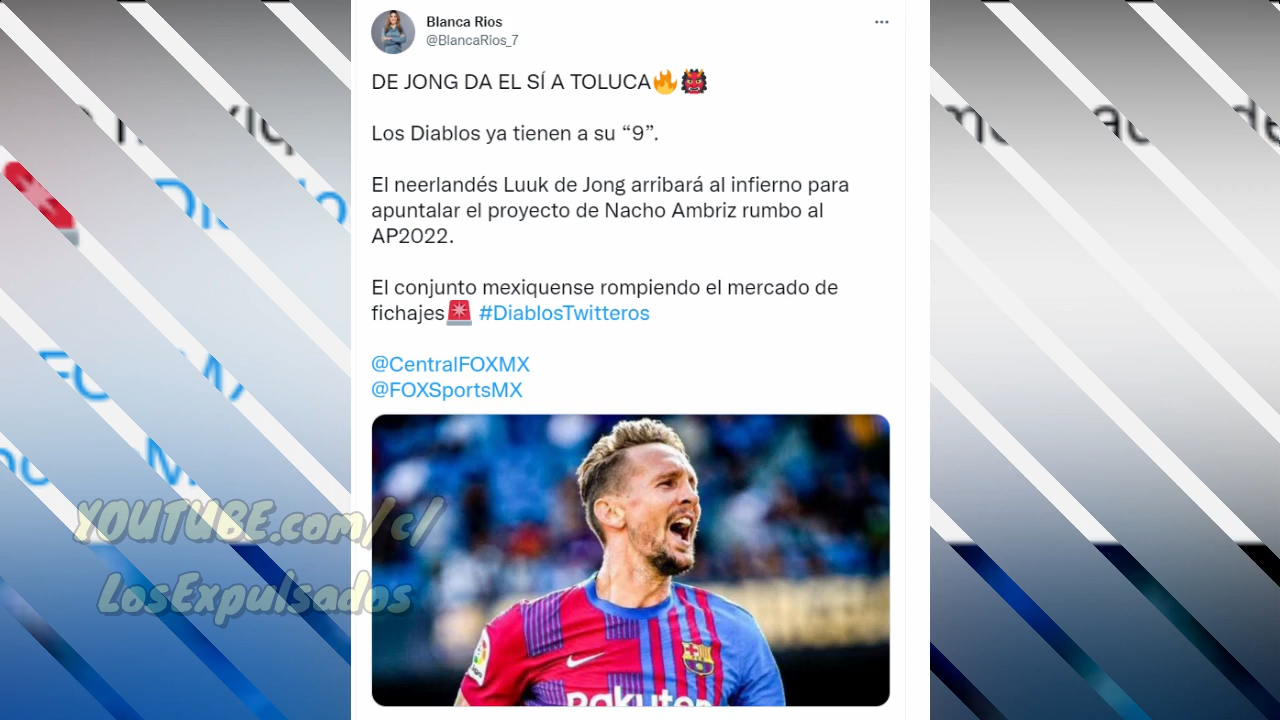 Blanca Rios
@BlancaRios_7
DE JONG DA EL SÍ A TOLUCA🔥👹
Los Diablos ya tienen a su “9”.
El neerlandés Luuk de Jong arribará al infierno para
apuntalar el proyecto de Nacho Ambriz rumbo al
AP2022.
El conjunto mexiquense rompiendo el mercado de
fichajes🚨 #DiablosTwitteros
@CentralFOXMX
@FOXSportsMX
YOUTUBE.com/c/
LosExpulsados
Rakuten